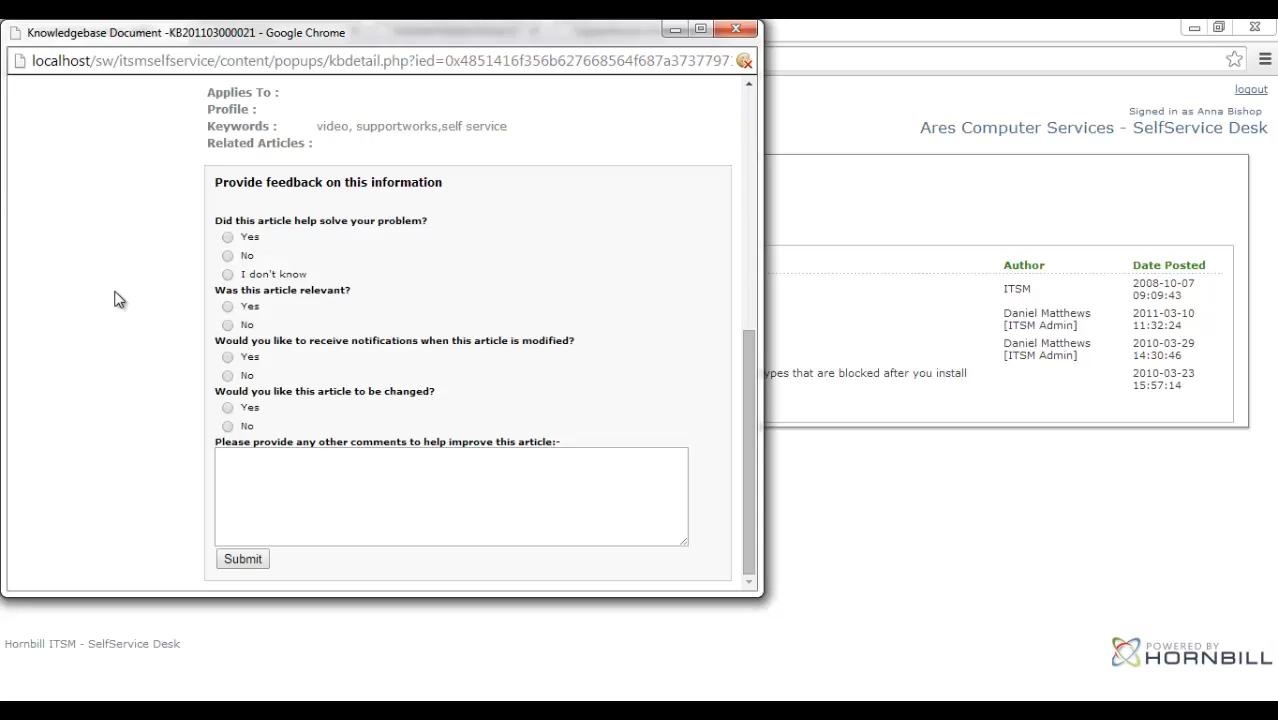 Knowledgebase Document -KB201103000021 - Google Chrome
localhost/sw/itsmselfservice/content/popups/kbdetail.php?ied=0x4851416f356b627668564f687a3737797
Applies To :
Profile :
Keywords : video, supportworks,self service
Related Articles :
Provide feedback on this information
Did this article help solve your problem?
Yes
No
I don't know
Was this article relevant?
Yes
No
Would you like to receive notifications when this article is modified?
Yes
No
Would you like this article to be changed?
Yes
No
Please provide any other comments to help improve this article:-
Submit
logout
Signed in as Anna Bishop
Ares Computer Services - SelfService Desk
Author Date Posted
ITSM 2008-10-07
09:09:43
Daniel Matthews 2011-03-10
[ITSM Admin] 11:32:24
Daniel Matthews 2010-03-29
[ITSM Admin] 14:30:46
ypes that are blocked after you install 2010-03-23
15:57:14
Hornbill ITSM - SelfService Desk
POWERED BY
HORNBILL